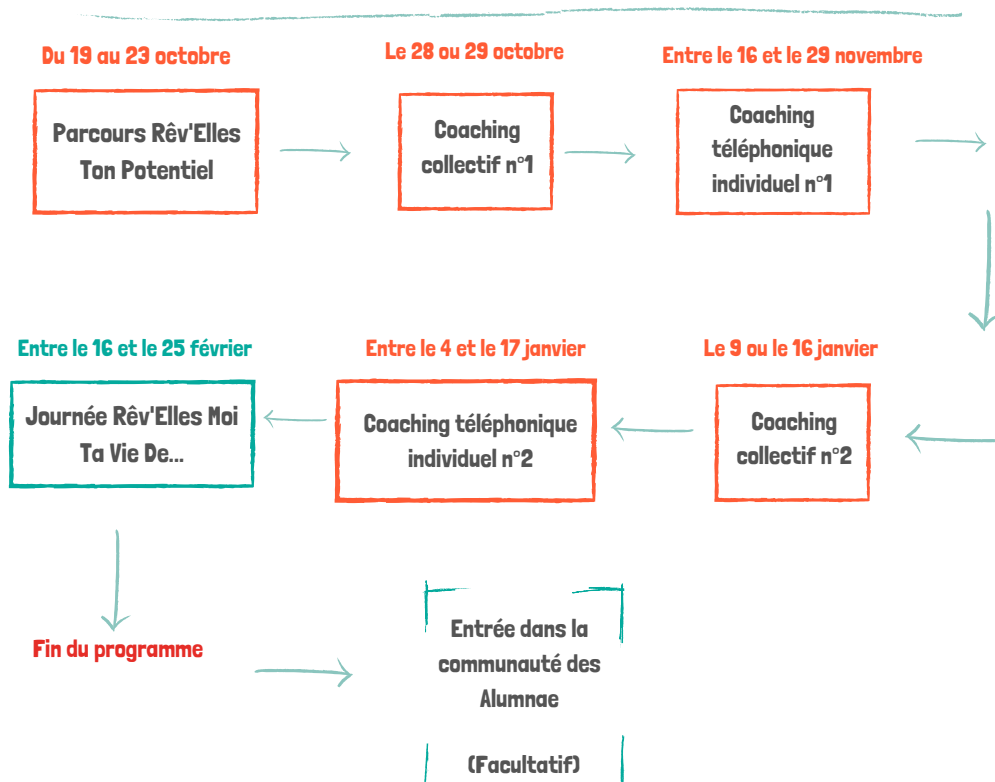 Du 19 au 23 octobre
Parcours Rêv'Elles
Ton Potentiel
Le 28 ou 29 octobre
Coaching
collectif n°1
Entre le 16 et le 29 novembre
Coaching
téléphonique
individuel n°1
Le 9 ou le 16 janvier
Coaching
collectif n°2
Entre le 4 et le 17 janvier
Coaching téléphonique
individuel n°2
Entre le 16 et le 25 février
Journée Rêv'Elles Moi
Ta Vie De...
Fin du programme
Entrée dans la
communauté des
Alumnae
(Facultatif)